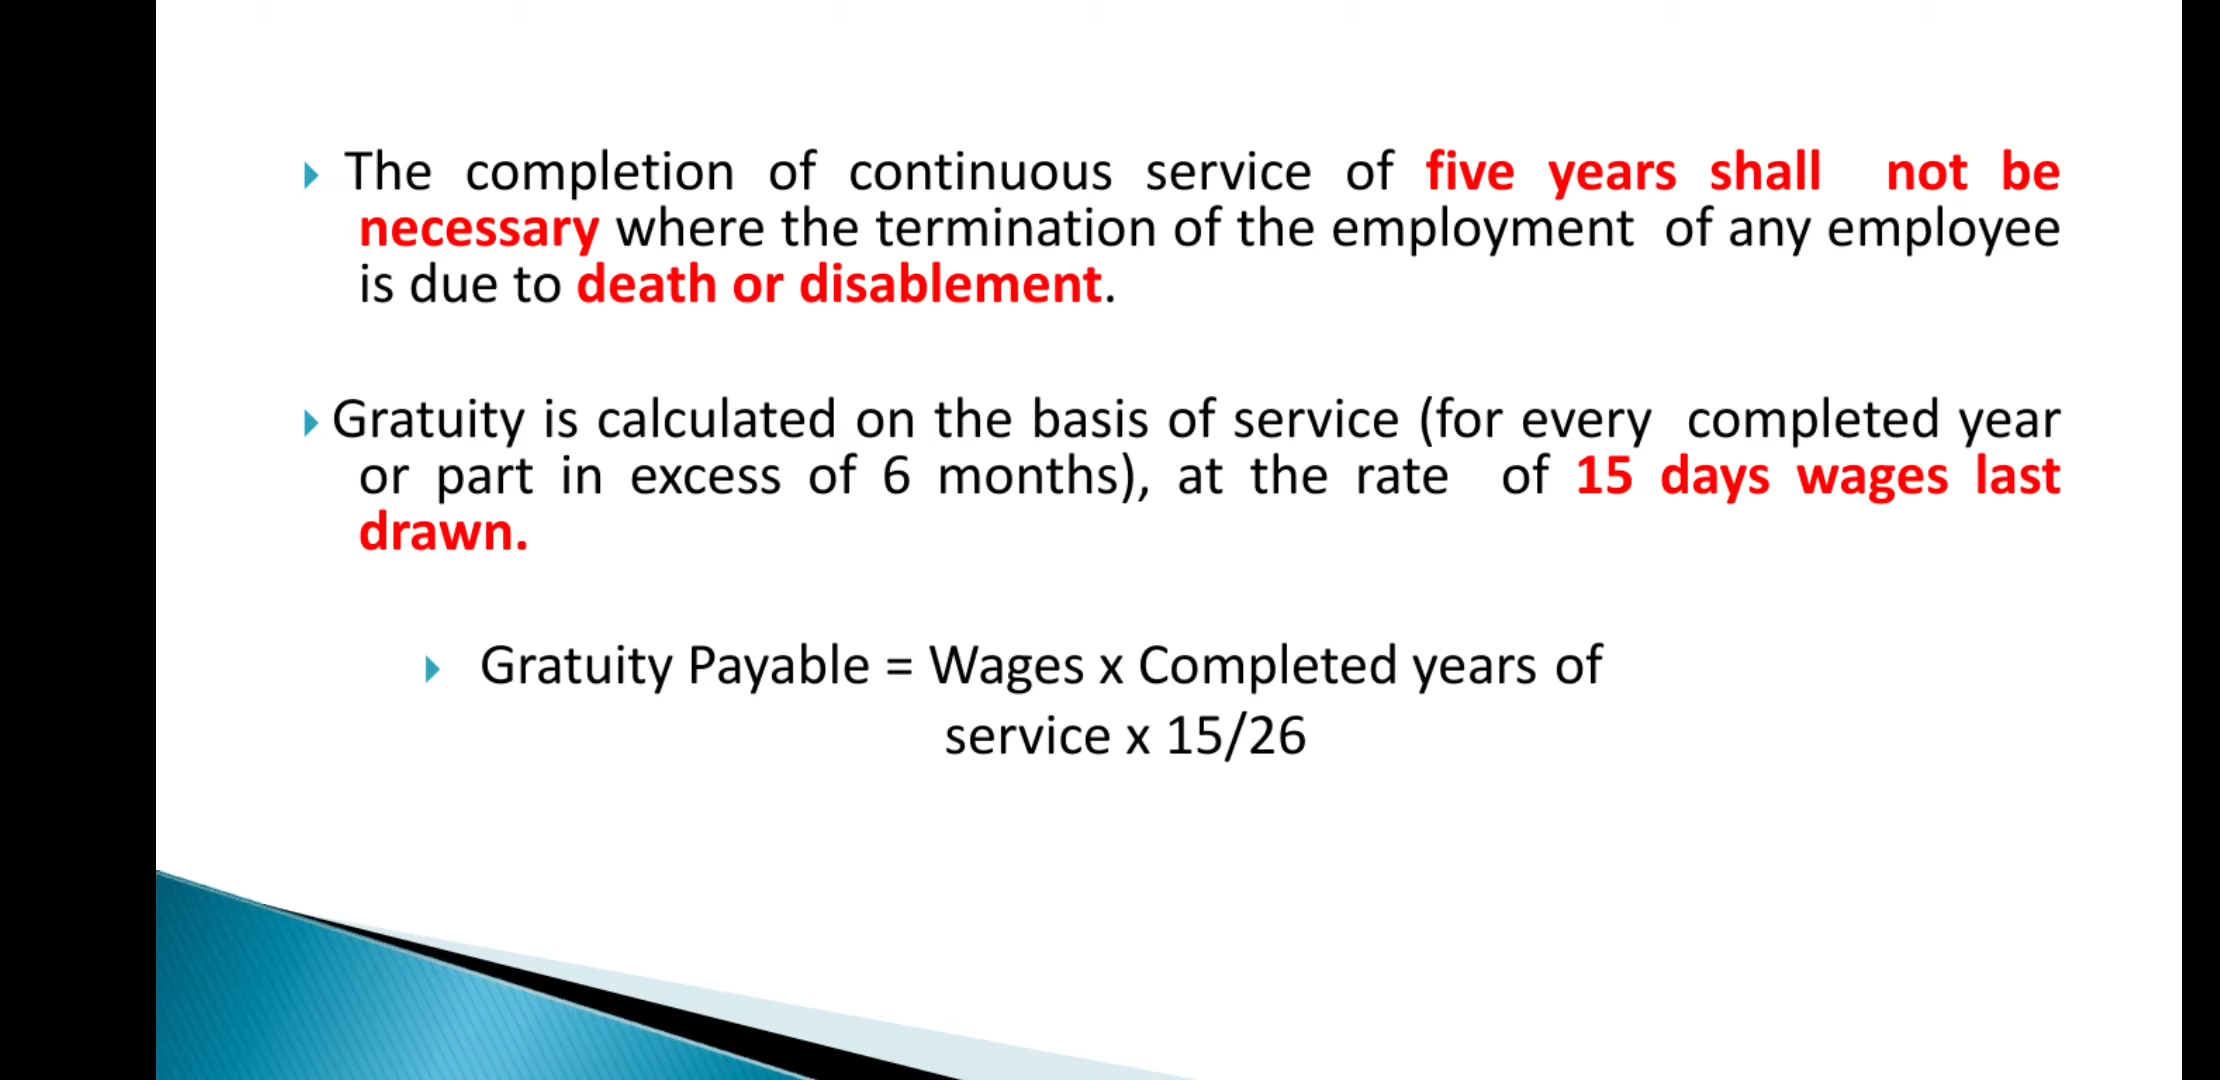 The completion of continuous service of five years shall not be
necessary where the termination of the employment of any employee
is due to death or disablement.
Gratuity is calculated on the basis of service (for every completed year
or part in excess of 6 months), at the rate of 15 days wages last
drawn.
Gratuity Payable = Wages x Completed years of
service x 15/26